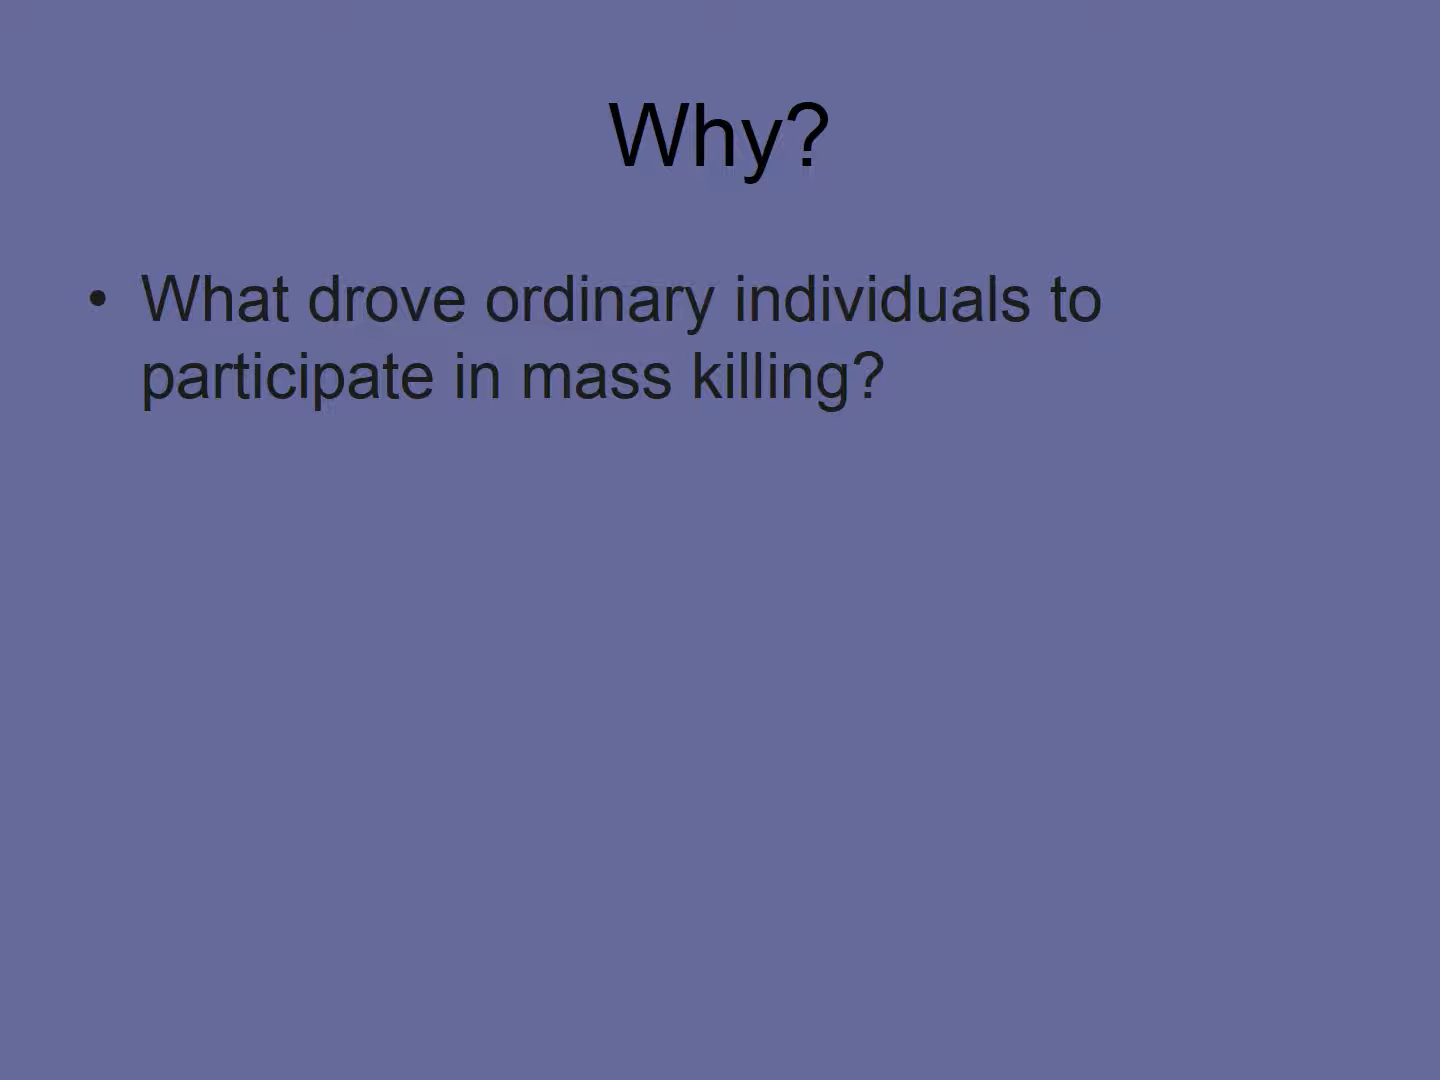 Why?
• What drove ordinary individuals to
participate in mass killing?